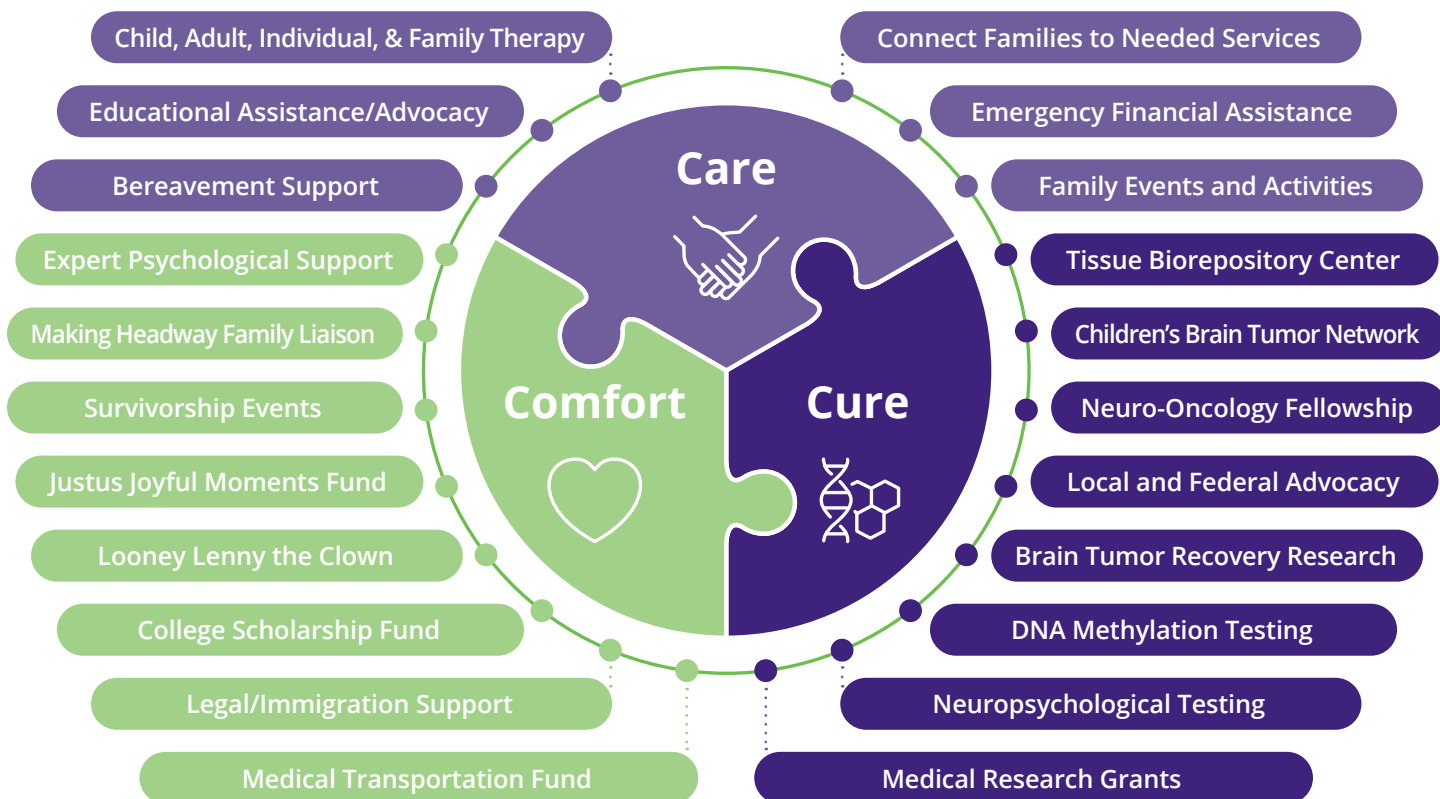 Child, Adult, Individual, & Family Therapy
Educational Assistance/Advocacy
Bereavement Support
Expert Psychological Support
Making Headway Family Liaison
Survivorship Events
Justus Joyful Moments Fund
Looney Lenny the Clown
College Scholarship Fund
Legal/Immigration Support
Medical Transportation Fund
Care
Comfort
Cure
Connect Families to Needed Services
Emergency Financial Assistance
Family Events and Activities
Tissue Biorepository Center
Children’s Brain Tumor Network
Neuro-Oncology Fellowship
Local and Federal Advocacy
Brain Tumor Recovery Research
DNA Methylation Testing
Neuropsychological Testing
Medical Research Grants